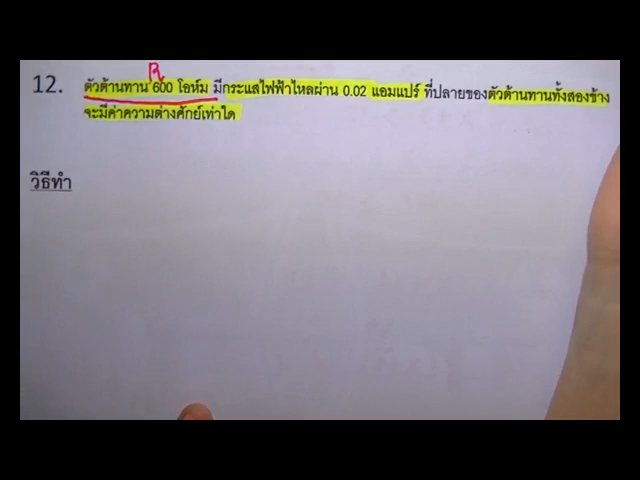 R
12. ตัวต้านทาน 600 โอห์ม มีกระแสไฟฟ้าไหลผ่าน 0.02 แอมแปร์ ที่ปลายของตัวต้านทานทั้งสองข้าง
จะมีค่าความต่างศักย์เท่าใด
วิธีทำ